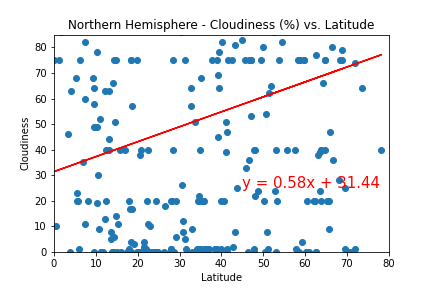 Northern Hemisphere - Cloudiness (%) vs. Latitude
80
70
60
50
40
30
20
10
0
Cloudiness
y = 0.58x + 31.44
0 10 20 30 40 50 60 70 80
Latitude